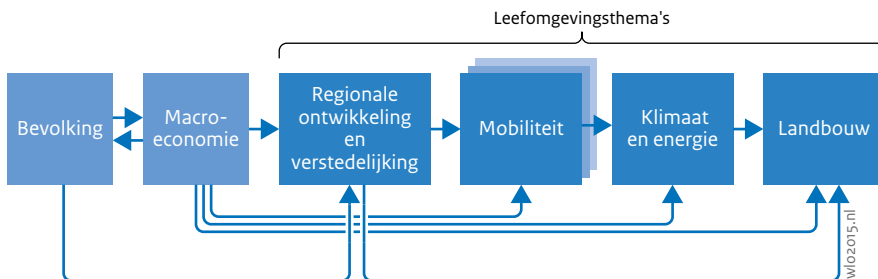 Leefomgevingsthema's
Bevolking
Macro-
economie
Regionale
ontwikkeling
en
verstedelijking
Mobiliteit
Klimaat
en energie
Landbouw
wlo2015.nl